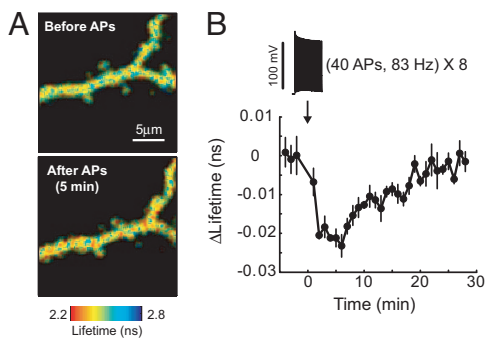 A
Before APs
5μm
After APs
(5 min)
2.2 2.8
Lifetime (ns)
B
100 mV
(40 APs, 83 Hz) X 8
0.01
0
-0.01
-0.02
-0.03
ΔLifetime (ns)
0 10 20 30
Time (min)